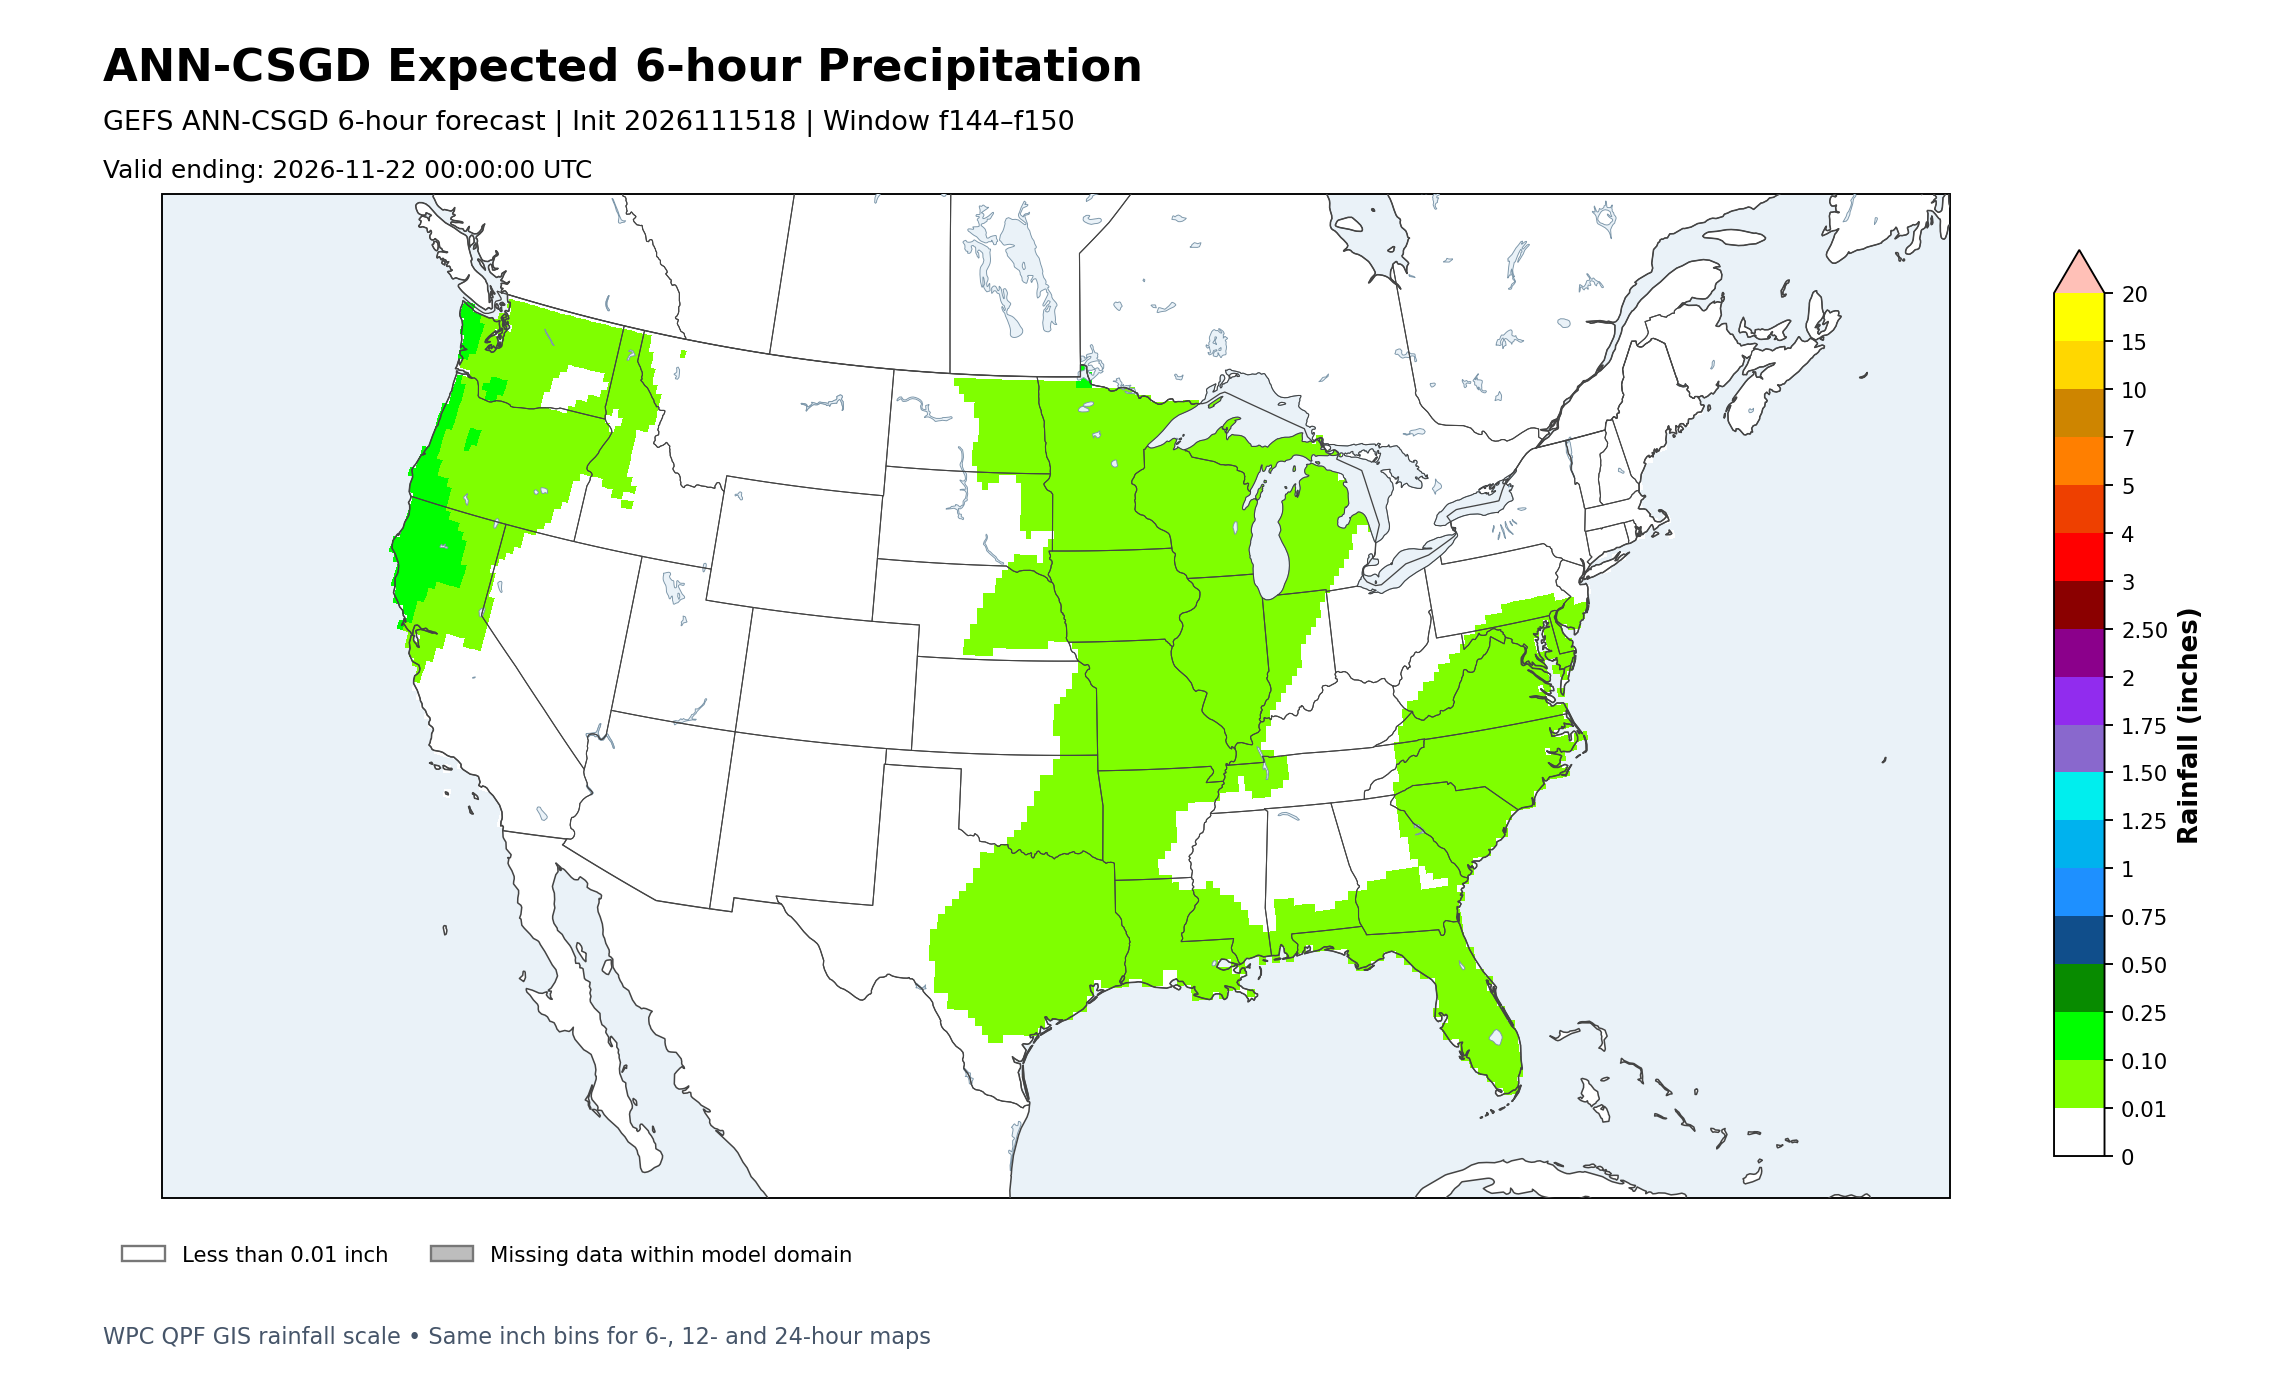 ANN-CSGD Expected 6-hour Precipitation
GEFS ANN-CSGD 6-hour forecast | Init 2026111518 | Window f144–f150
Valid ending: 2026-11-22 00:00:00 UTC
20
15
10
7
5
4
3
2.50
2
1.75
1.50
1.25
1
0.75
0.50
0.25
0.10
0.01
0
Rainfall (inches)
Less than 0.01 inch
Missing data within model domain
WPC QPF GIS rainfall scale • Same inch bins for 6-, 12- and 24-hour maps